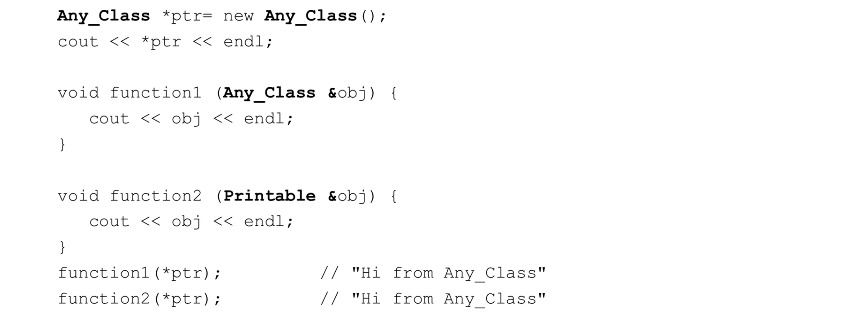 Any_Class *ptr= new Any_Class();
cout << *ptr << endl;
void function1 (Any_Class &obj) {
cout << obj << endl;
}
void function2 (Printable &obj) {
cout << obj << endl;
}
function1(*ptr); // "Hi from Any_Class"
function2(*ptr); // "Hi from Any_Class"